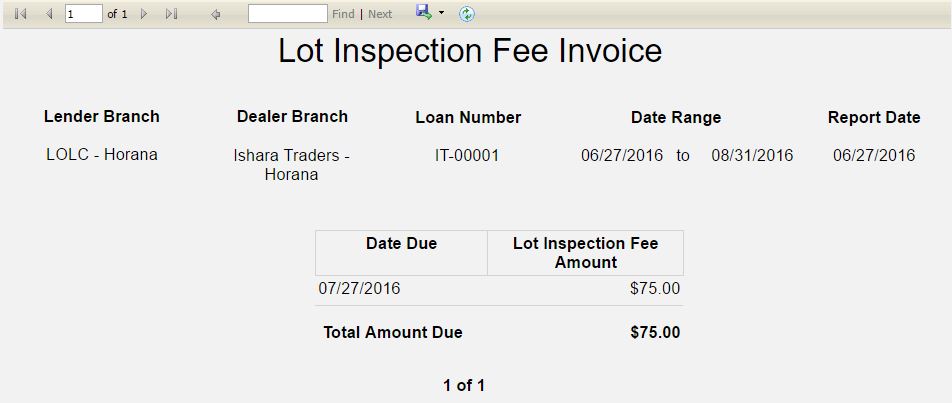 1 of 1 Find | Next
Lot Inspection Fee Invoice
Lender Branch Dealer Branch Loan Number Date Range Report Date
LOLC - Horana Ishara Traders - IT-00001 06/27/2016 to 08/31/2016 06/27/2016
Horana
Date Due Lot Inspection Fee
Amount
07/27/2016 $75.00
Total Amount Due $75.00
1 of 1